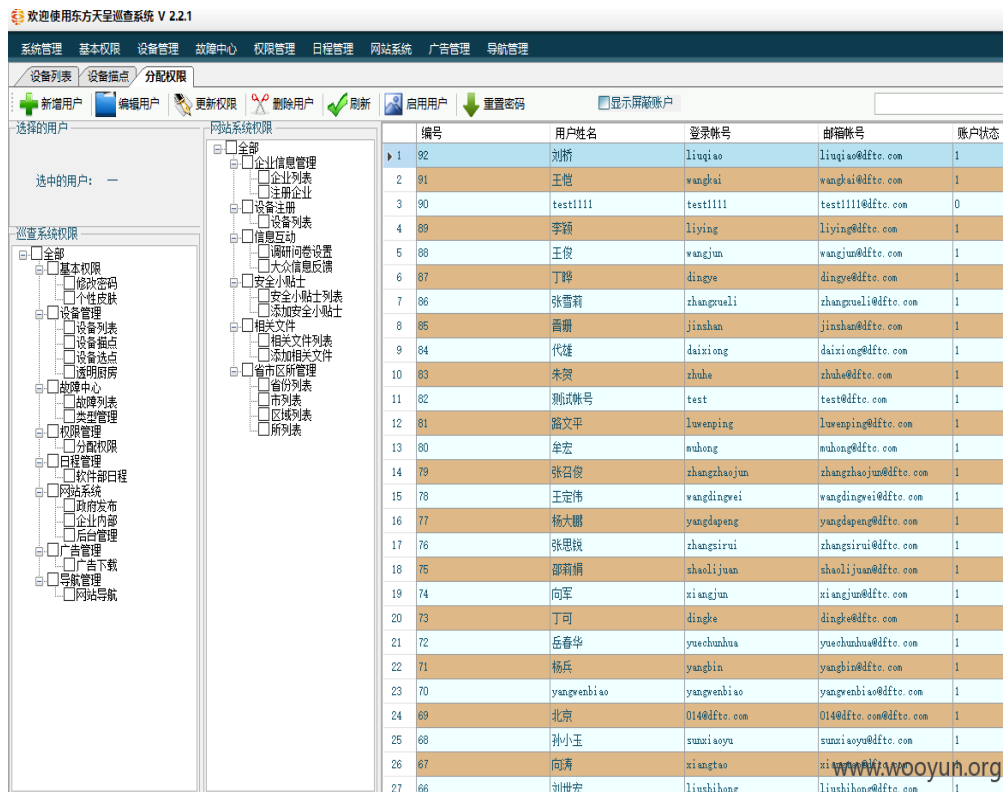 欢迎使用东方天呈巡查系统 V 2.2.1
系统管理 基本权限 设备管理 故障中心 权限管理 日程管理 网站系统 广告管理 导航管理
设备列表 设备描点 分配权限
新增用户 编辑用户 更新权限 删除用户 刷新 启用用户 重置密码 显示屏蔽账户
选择的用户
选中的用户: 一
巡查系统权限
全部
基本权限
修改密码
个性皮肤
设备管理
设备列表
设备描点
设备选点
透明厨房
故障中心
故障列表
类型管理
权限管理
分配权限
日程管理
软件部日程
网站系统
政府发布
企业内部
后台管理
广告管理
广告下载
导航管理
网站导航
网站系统权限
全部
企业信息管理
企业列表
注册企业
设备注册
设备列表
信息互动
调研问卷设置
大众信息反馈
安全小贴士
安全小贴士列表
添加安全小贴士
相关文件
相关文件列表
添加相关文件
省市区所管理
省份列表
市列表
区域列表
所列表
编号 用户姓名 登录帐号 邮箱帐号 账户状态
1 92 刘桥 liuqiao liuqiao@dftc.com 1
2 91 王恺 wangkai wangkai@dftc.com 1
3 90 test1111 test1111 test1111@dftc.com 0
4 89 李颖 liying liying@dftc.com 1
5 88 王俊 wangjun wangjun@dftc.com 1
6 87 丁晔 dingye dingye@dftc.com 1
7 86 张雪莉 zhangxueli zhangxueli@dftc.com 1
8 85 晋珊 jinshan jinshan@dftc.com 1
9 84 代雄 daixiong daixiong@dftc.com 1
10 83 朱贺 zhuhe zhuhe@dftc.com 1
11 82 测试帐号 test test@dftc.com 1
12 81 路文平 luwenping luwenping@dftc.com 1
13 80 牟宏 muhong muhong@dftc.com 1
14 79 张召俊 zhangzhaojun zhangzhaojun@dftc.com 1
15 78 王定伟 wangdingwei wangdingwei@dftc.com 1
16 77 杨大鹏 yangdapeng yangdapeng@dftc.com 1
17 76 张思锐 zhangsirui zhangsirui@dftc.com 1
18 75 邵莉娟 shaolijuan shaolijuan@dftc.com 1
19 74 向军 xiangjun xiangjun@dftc.com 1
20 73 丁可 dingke dingke@dftc.com 1
21 72 岳春华 yuechunhua yuechunhua@dftc.com 1
22 71 杨兵 yangbin yangbin@dftc.com 1
23 70 yangwenbiao yangwenbiao yangwenbiao@dftc.com 1
24 69 北京 014@dftc.com 014@dftc.com@dftc.com 1
25 68 孙小玉 sunxiaoyu sunxiaoyu@dftc.com 1
26 67 向涛 xiangtao xiangtao@dftc.com 1
27 66 刘世宏 liushihong liushihong@dftc.com 1
www.wooyun.org